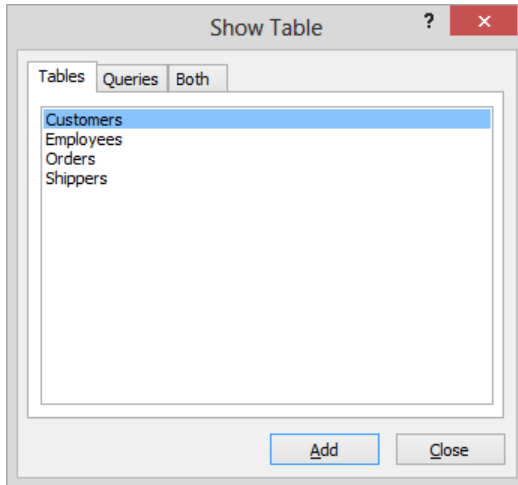 Show Table
?
Tables Queries Both
Customers
Employees
Orders
Shippers
Add Close